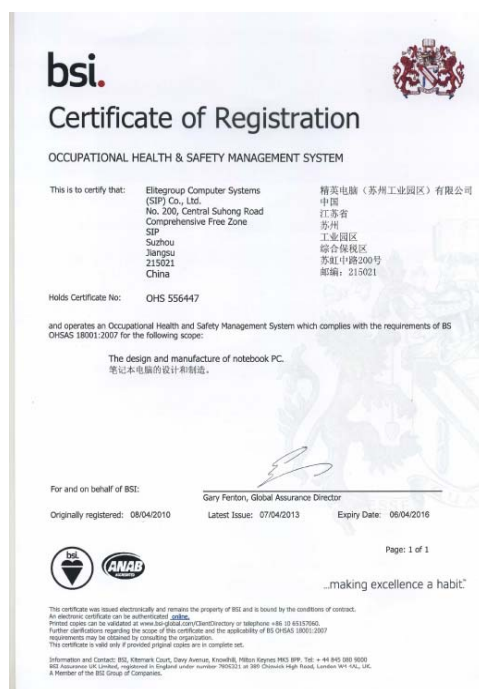 bsi.
Certificate of Registration
OCCUPATIONAL HEALTH & SAFETY MANAGEMENT SYSTEM
This is to certify that:
Elitegroup Computer Systems
(SIP) Co., Ltd.
No. 200, Central Suhong Road
Comprehensive Free Zone
SIP
Suzhou
Jiangsu
215021
China
精英电脑（苏州工业园区）有限公司
中国
江苏省
苏州
工业园区
综合保税区
苏虹中路200号
邮编：215021
Holds Certificate No: OHS 556447
and operates an Occupational Health and Safety Management System which complies with the requirements of BS
OHSAS 18001:2007 for the following scope:
The design and manufacture of notebook PC.
笔记本电脑的设计和制造。
For and on behalf of BSI:
Gary Fenton, Global Assurance Director
Originally registered: 08/04/2010 Latest Issue: 07/04/2013 Expiry Date: 06/04/2016
Page: 1 of 1
bsi.
ANAB
ACCREDITED
...making excellence a habit.™
This certificate was issued electronically and remains the property of BSI and is bound by the conditions of contract.
An electronic certificate can be authenticated online.
Printed copies can be validated at www.bsi-global.com/ClientDirectory or telephone +86 10 65157060.
Further clarifications regarding the scope of this certificate and the applicability of BS OHSAS 18001:2007
requirements may be obtained by consulting the organization.
This certificate is valid only if provided original copies are in complete set.
Information and Contact: BSI, Kitemark Court, Davy Avenue, Knowlhill, Milton Keynes MK5 8PP. Tel: + 44 845 080 9000
BSI Assurance UK Limited, registered in England under number 7805321 at 389 Chiswick High Road, London W4 4AL, UK.
A Member of the BSI Group of Companies.